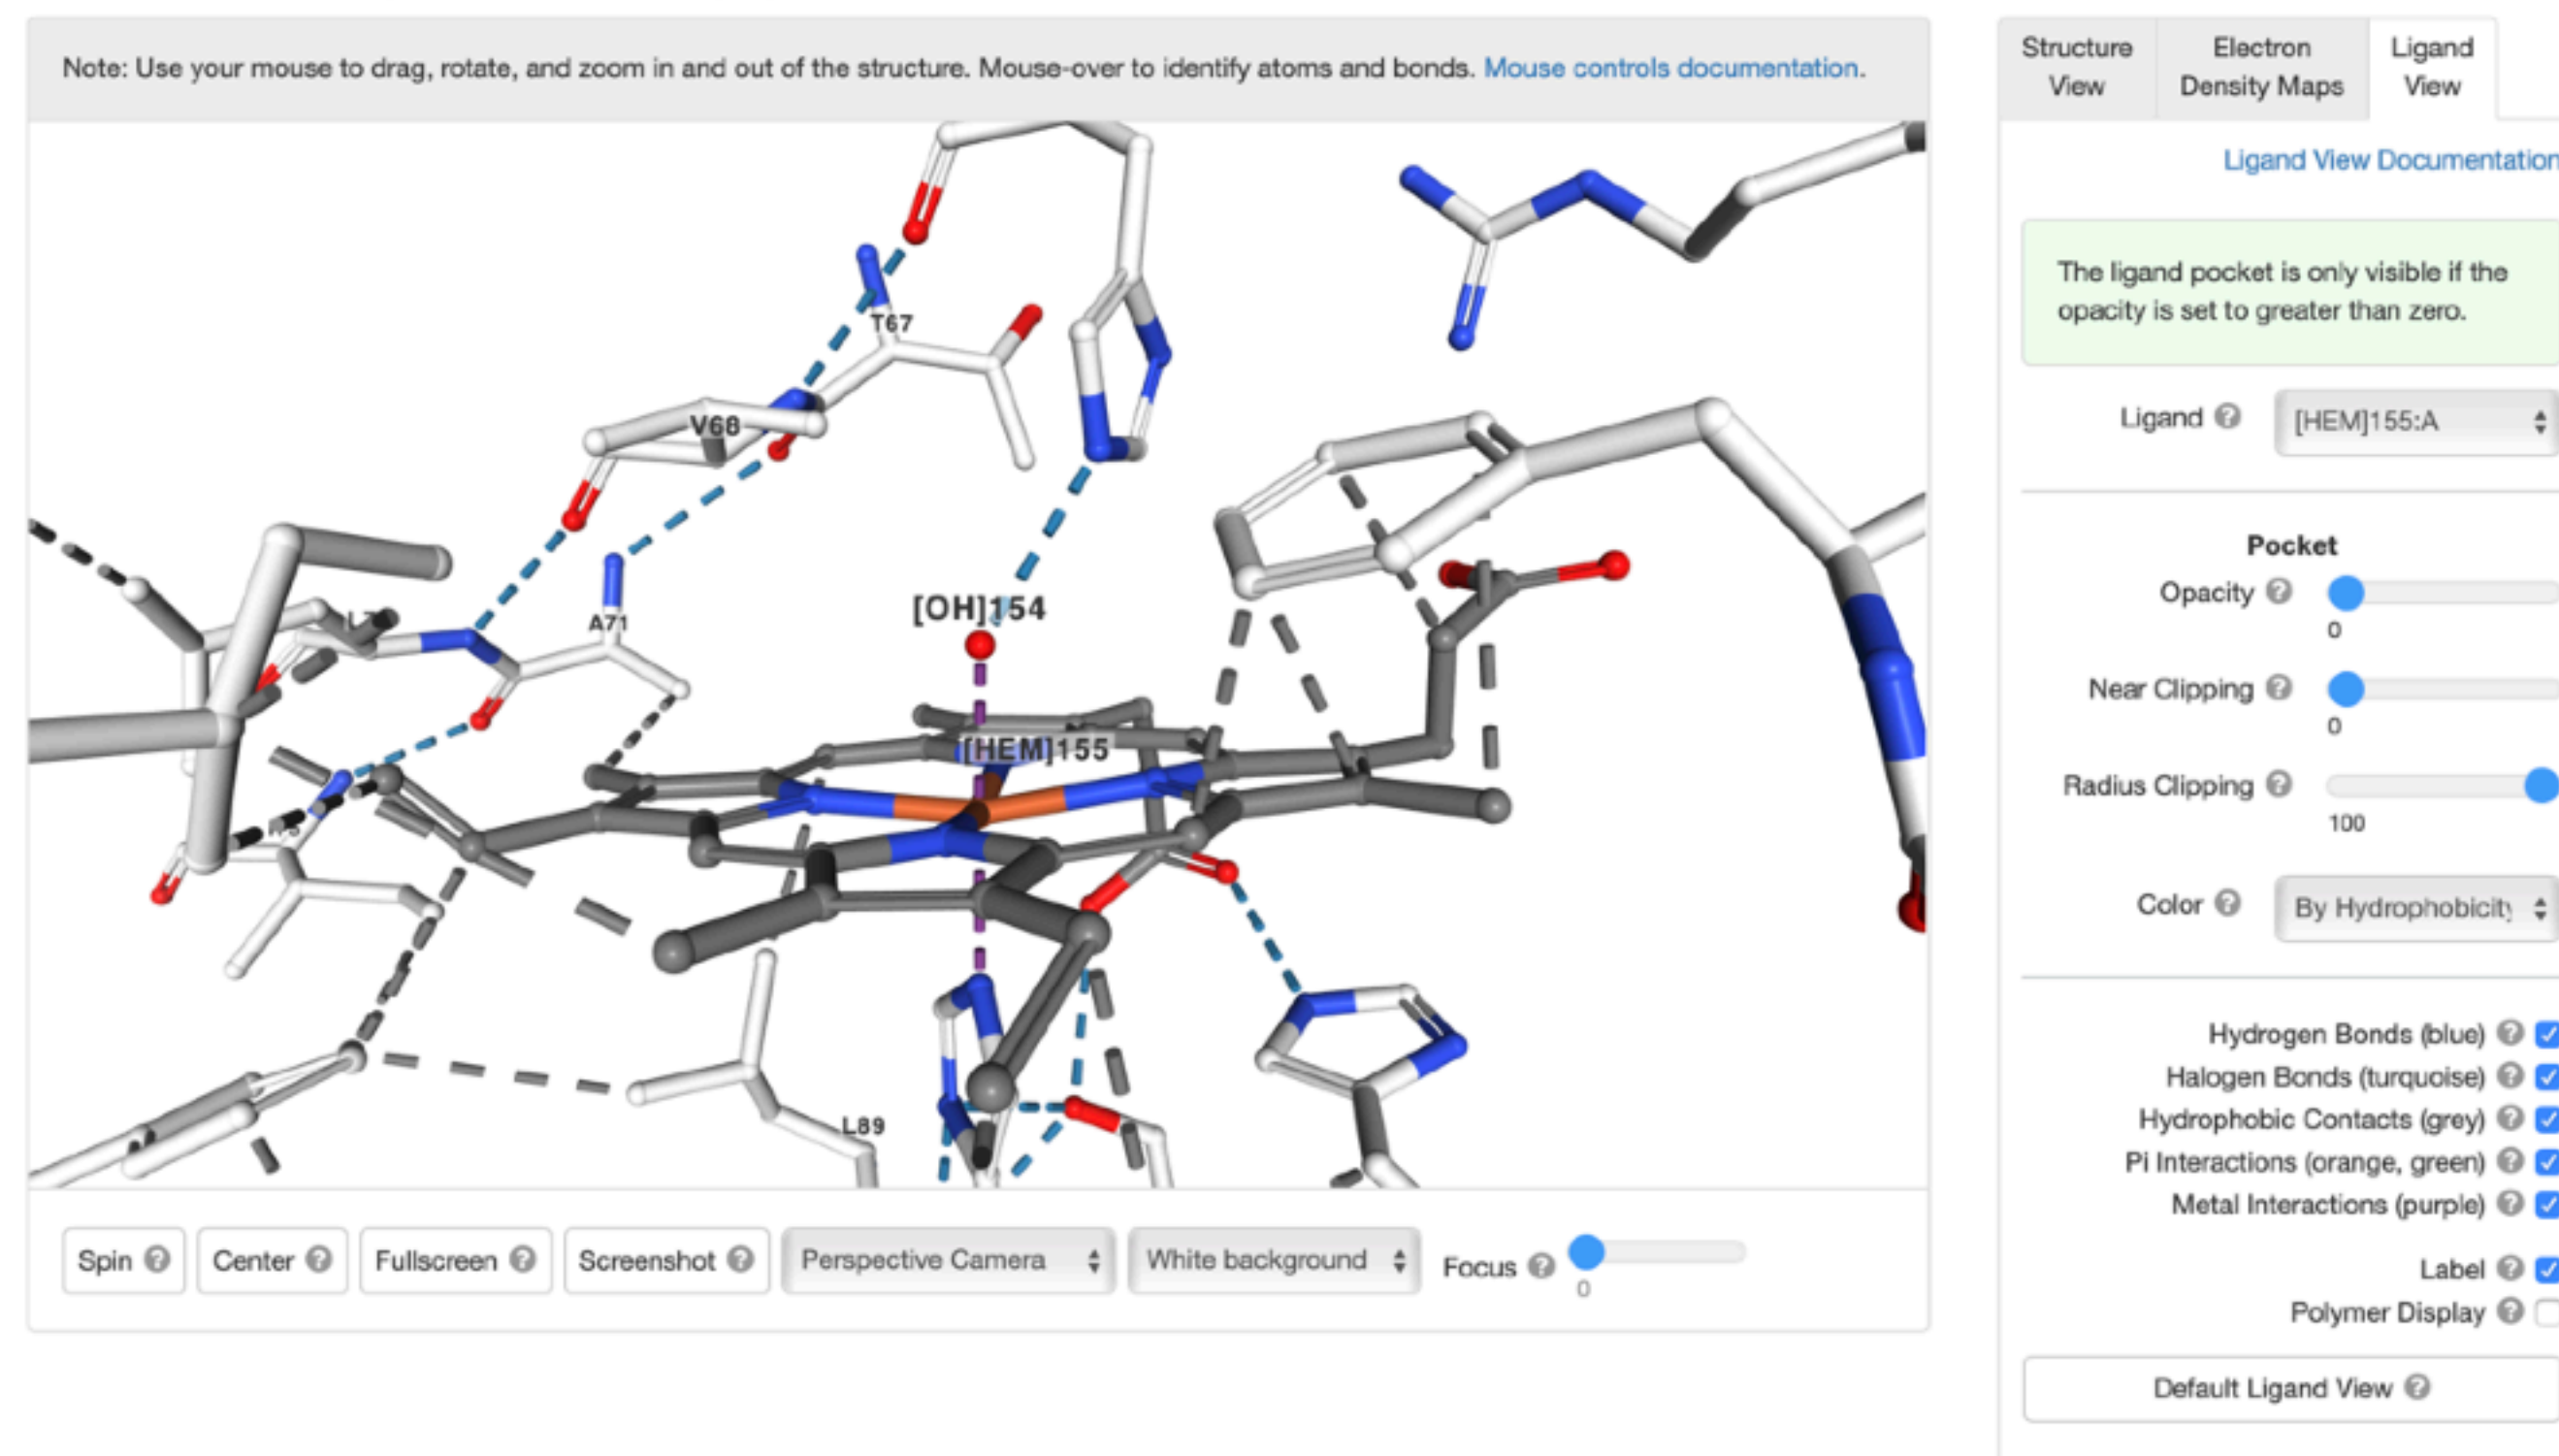 Note: Use your mouse to drag, rotate, and zoom in and out of the structure. Mouse-over to identify atoms and bonds. Mouse controls documentation.
T67
V68
[OH]154
A71
[HEM]155
L89
Spin ?
Center ?
Fullscreen ?
Screenshot ?
Perspective Camera
White background
Focus ?
0
Structure
View
Electron
Density Maps
Ligand
View
Ligand View Documentation
The ligand pocket is only visible if the
opacity is set to greater than zero.
Ligand ? [HEM]155:A
Pocket
Opacity ?
0
Near Clipping ?
0
Radius Clipping ?
100
Color ? By Hydrophobicity
Hydrogen Bonds (blue) ?
Halogen Bonds (turquoise) ?
Hydrophobic Contacts (grey) ?
Pi Interactions (orange, green) ?
Metal Interactions (purple) ?
Label ?
Polymer Display ?
Default Ligand View ?